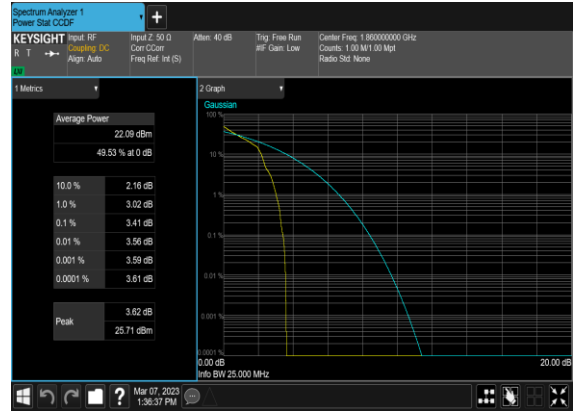 Spectrum Analyzer 1
Power Stat CCDF
KEYSIGHT
R T
LXI
Input: RF
Coupling: DC
Align: Auto
Input Z: 50 Ω
Corr CCorr
Freq Ref: Int (S)
Atten: 40 dB
Trig: Free Run
#IF Gain: Low
Center Freq: 1.860000000 GHz
Counts: 1.00 M/1.00 Mpt
Radio Std: None
1 Metrics
Average Power
22.09 dBm
49.53 % at 0 dB
10.0 % 2.16 dB
1.0 % 3.02 dB
0.1 % 3.41 dB
0.01 % 3.56 dB
0.001 % 3.59 dB
0.0001 % 3.61 dB
Peak
3.62 dB
25.71 dBm
2 Graph
Gaussian
100 %
10 %
1 %
0.1 %
0.01 %
0.001 %
0.0001 %
0.00 dB 20.00 dB
Info BW 25.000 MHz
? Mar 07, 2023
1:36:37 PM